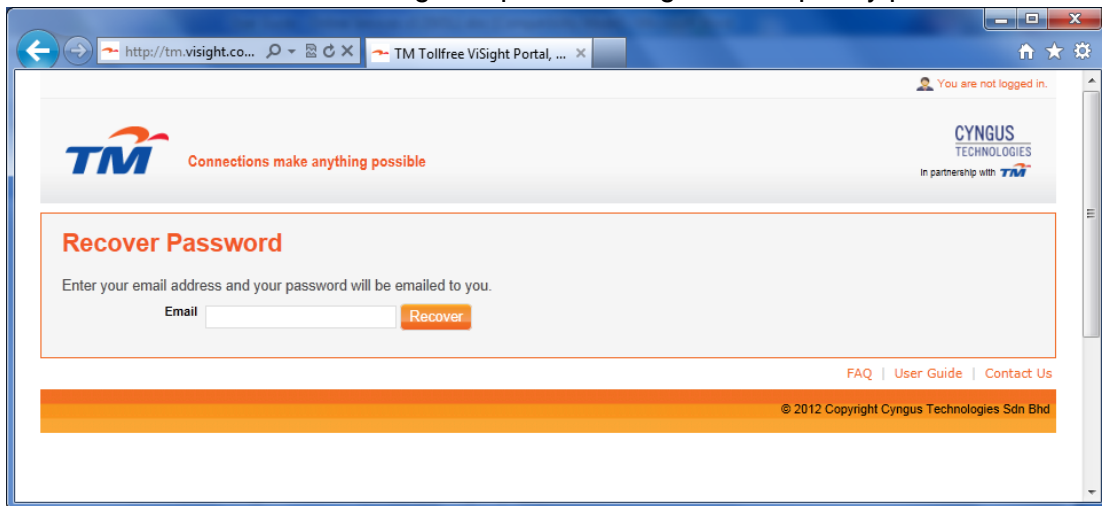 http://tm.visight.co... TM Tollfree ViSight Portal, ...
You are not logged in.
TM Connections make anything possible
CYNGUS
TECHNOLOGIES
In partnership with TM
Recover Password
Enter your email address and your password will be emailed to you.
Email Recover
FAQ | User Guide | Contact Us
© 2012 Copyright Cyngus Technologies Sdn Bhd